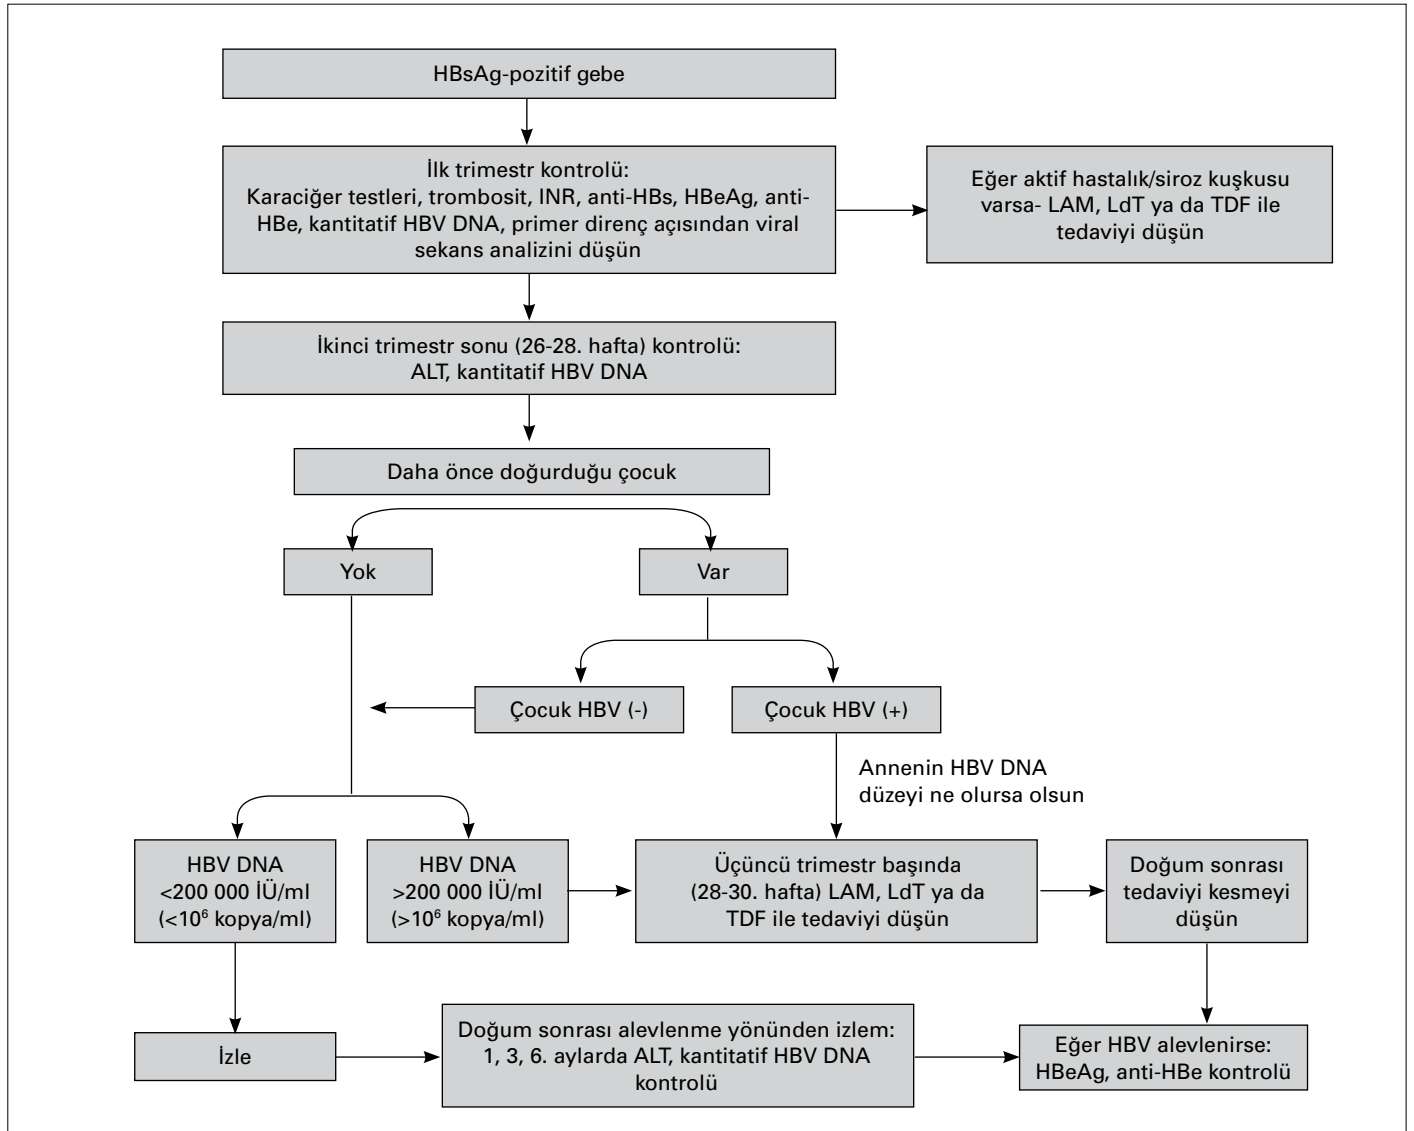 HBsAg-pozitif gebe
İlk trimestr kontrolü:
Karaciğer testleri, trombosit, INR, anti-HBs, HBeAg, anti-
HBe, kantitatif HBV DNA, primer direnç açısından viral
sekans analizini düşün
Eğer aktif hastalık/siroz kuşkusu
varsa- LAM, LdT ya da TDF ile
tedaviyi düşün
İkinci trimestr sonu (26-28. hafta) kontrolü:
ALT, kantitatif HBV DNA
Daha önce doğurduğu çocuk
Yok
Var
Çocuk HBV (-)
Çocuk HBV (+)
Annenin HBV DNA
düzeyi ne olursa olsun
HBV DNA
<200 000 İÜ/ml
(<10⁶ kopya/ml)
HBV DNA
>200 000 İÜ/ml
(>10⁶ kopya/ml)
Üçüncü trimestr başında
(28-30. hafta) LAM, LdT ya da
TDF ile tedaviyi düşün
Doğum sonrası
tedaviyi kesmeyi
düşün
İzle
Doğum sonrası alevlenme yönünden izlem:
1, 3, 6. aylarda ALT, kantitatif HBV DNA
kontrolü
Eğer HBV alevlenirse:
HBeAg, anti-HBe kontrolü